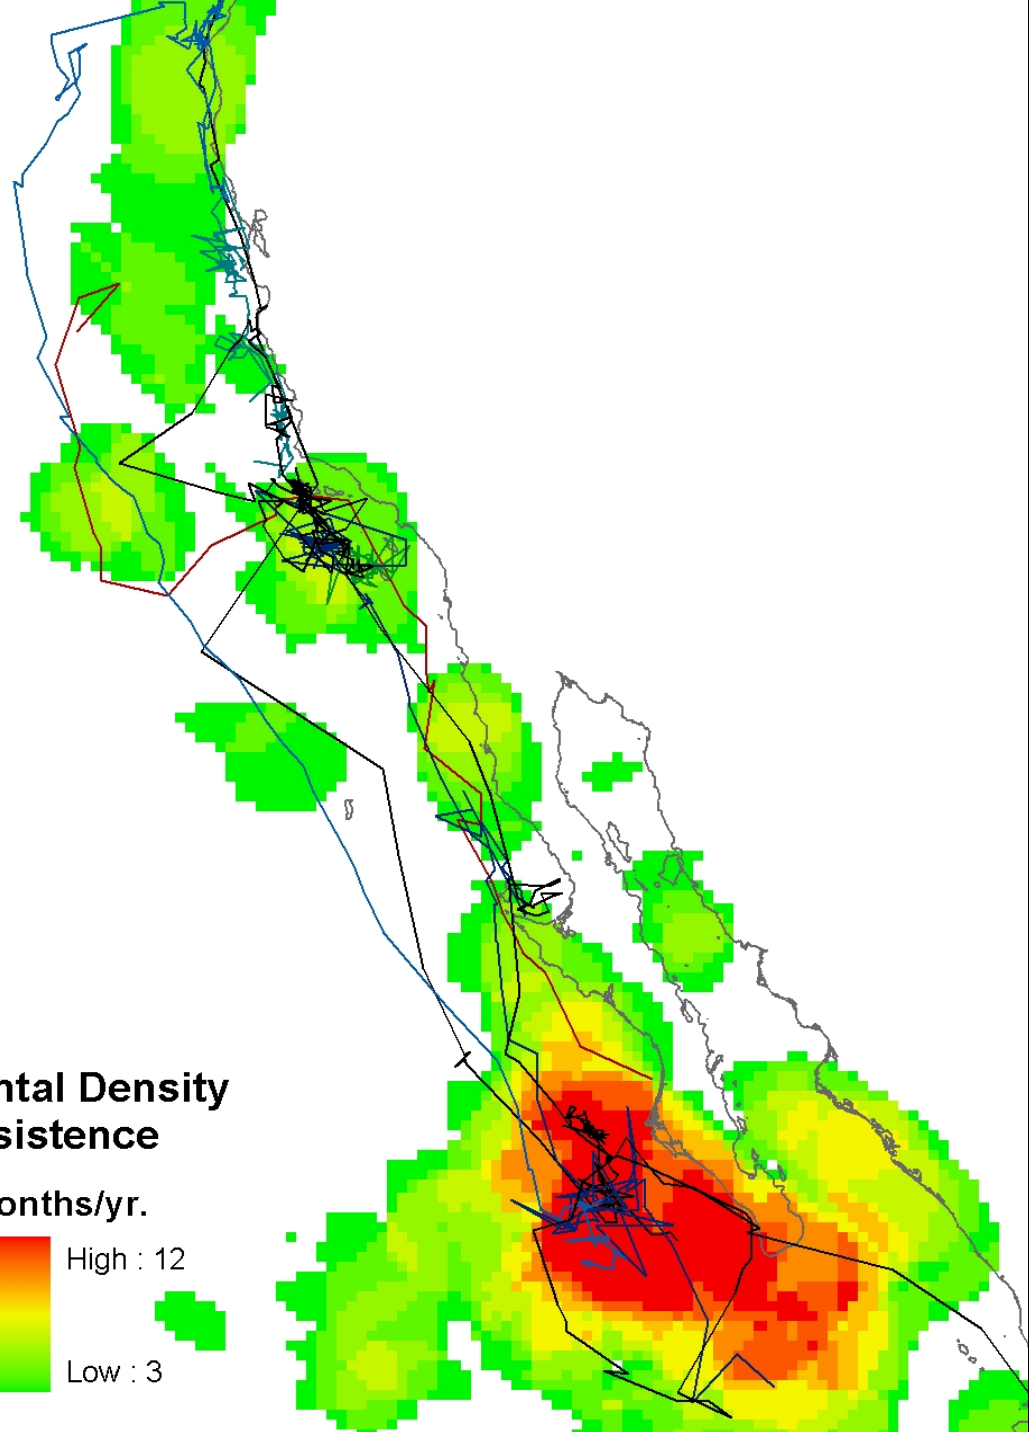 ntal Density
sistence
onths/yr.
High : 12
Low : 3